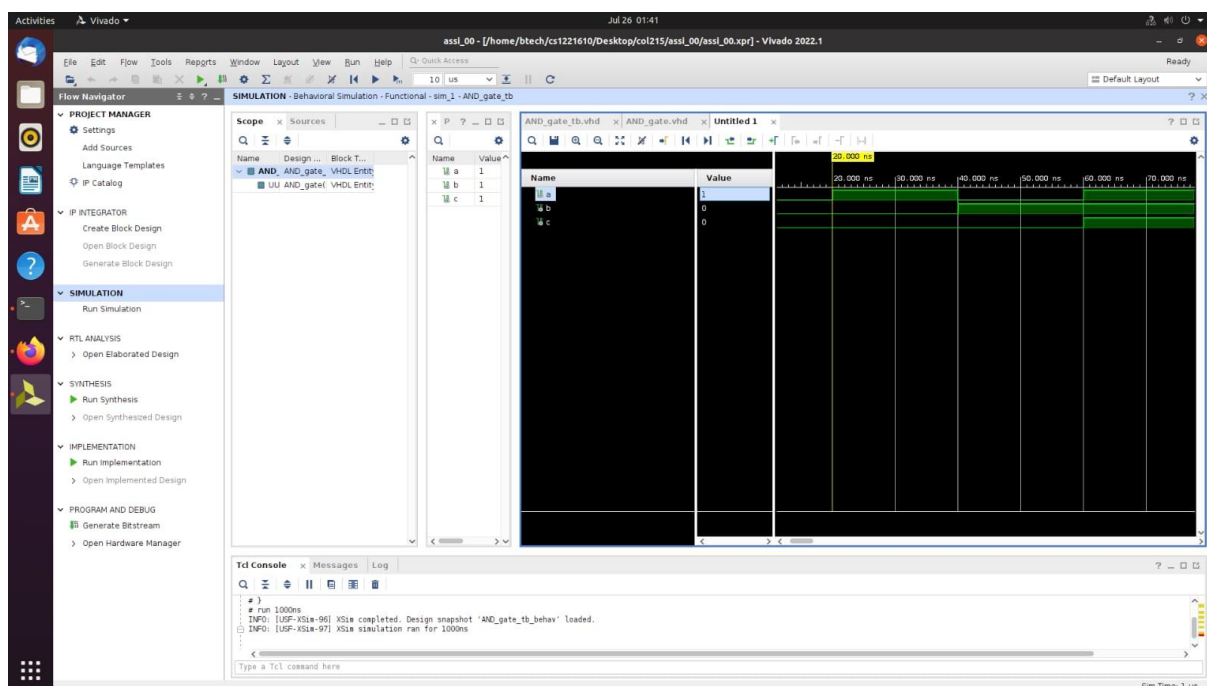 Activities Vivado Jul 26 01:41
assi_00 - [/home/btech/cs1221610/Desktop/col215/assi_00/assi_00.xpr] - Vivado 2022.1
File Edit Flow Tools Reports Window Layout View Run Help Quick Access Ready
10 us Default Layout
Flow Navigator
SIMULATION - Behavioral Simulation - Functional - sim_1 - AND_gate_tb
PROJECT MANAGER
Settings
Add Sources
Language Templates
IP Catalog
IP INTEGRATOR
Create Block Design
Open Block Design
Generate Block Design
SIMULATION
Run Simulation
RTL ANALYSIS
Open Elaborated Design
SYNTHESIS
Run Synthesis
Open Synthesized Design
IMPLEMENTATION
Run Implementation
Open Implemented Design
PROGRAM AND DEBUG
Generate Bitstream
Open Hardware Manager
Scope Sources
Name Design ... Block T...
AND_ AND_gate_ VHDL Entit
UU AND_gate( VHDL Entit
P
Name Value
a 1
b 1
c 1
AND_gate_tb.vhd AND_gate.vhd Untitled 1
20.000 ns
Name Value
20.000 ns 30.000 ns 40.000 ns 50.000 ns 60.000 ns 70.000 ns
a 1
b 0
c 0
Tcl Console Messages Log
# }
# run 1000ns
INFO: [USF-XSim-96] XSim completed. Design snapshot 'AND_gate_tb_behav' loaded.
INFO: [USF-XSim-97] XSim simulation ran for 1000ns
Type a Tcl command here
Sim Time: 1 us